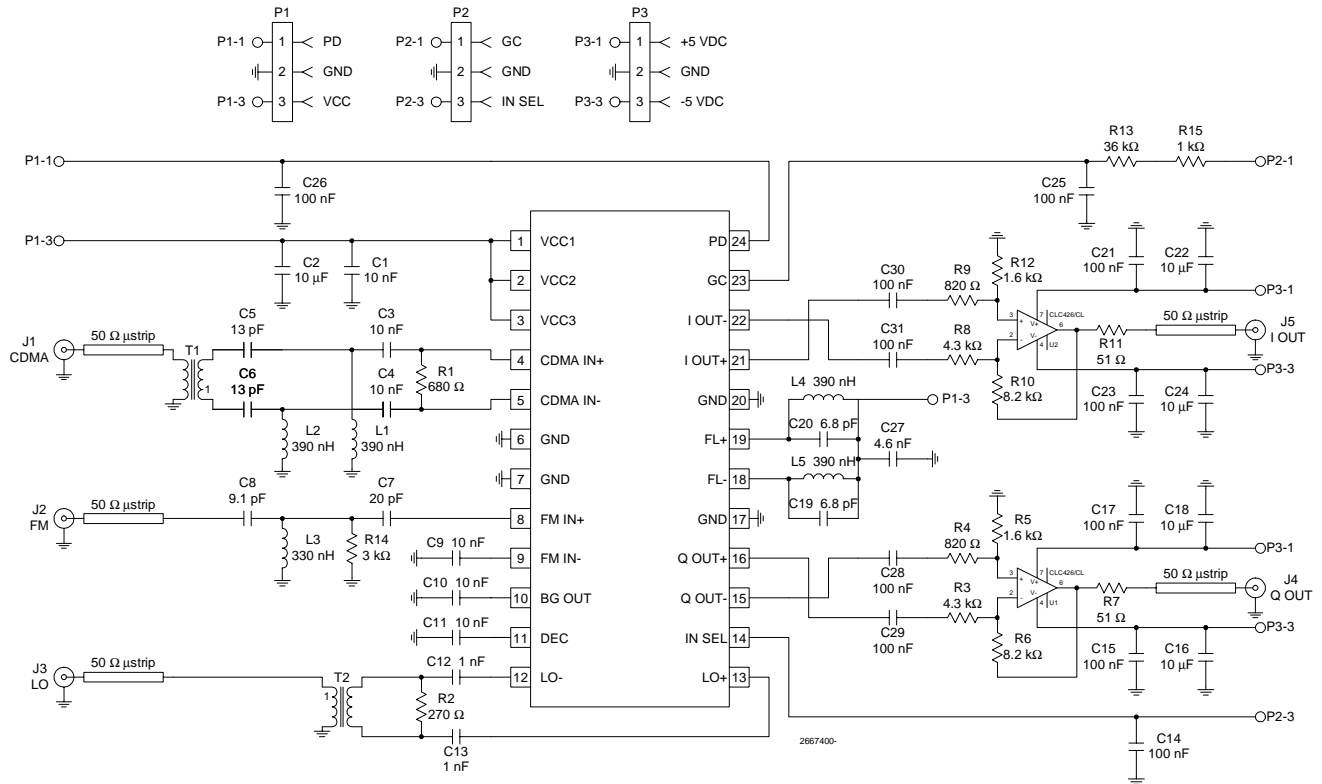 P1
P1-1 1 PD
2 GND
P1-3 3 VCC
P2
P2-1 1 GC
2 GND
P2-3 3 IN SEL
P3
P3-1 1 +5 VDC
2 GND
P3-3 3 -5 VDC
P1-1
C26
100 nF
P1-3
C2
10 µF
C1
10 nF
J1
CDMA
50 Ω µstrip
T1
1
C5
13 pF
C6
13 pF
C3
10 nF
C4
10 nF
R1
680 Ω
L2
390 nH
L1
390 nH
J2
FM
50 Ω µstrip
C8
9.1 pF
C7
20 pF
L3
330 nH
R14
3 kΩ
C9 10 nF
C10 10 nF
C11 10 nF
J3
LO
50 Ω µstrip
T2
1
C12 1 nF
R2
270 Ω
C13
1 nF
1 VCC1
2 VCC2
3 VCC3
4 CDMA IN+
5 CDMA IN-
6 GND
7 GND
8 FM IN+
9 FM IN-
10 BG OUT
11 DEC
12 LO-
PD 24
GC 23
I OUT- 22
I OUT+ 21
GND 20
FL+ 19
FL- 18
GND 17
Q OUT+ 16
Q OUT- 15
IN SEL 14
LO+ 13
R13
36 kΩ
R15
1 kΩ
P2-1
C25
100 nF
C30
100 nF
R9
820 Ω
R12
1.6 kΩ
C31
100 nF
R8
4.3 kΩ
R10
8.2 kΩ
3
+
2
-
7
V+
V-
4
CLC426/CL
6
U2
C21
100 nF
C22
10 µF
P3-1
R11
51 Ω
50 Ω µstrip
J5
I OUT
P3-3
C23
100 nF
C24
10 µF
L4 390 nH
P1-3
C20 6.8 pF
C27
4.6 nF
L5 390 nH
C19 6.8 pF
C28
100 nF
R4
820 Ω
R5
1.6 kΩ
C29
100 nF
R3
4.3 kΩ
R6
8.2 kΩ
3
+
2
-
7
V+
V-
4
CLC426/CL
6
U1
C17
100 nF
C18
10 µF
P3-1
R7
51 Ω
50 Ω µstrip
J4
Q OUT
P3-3
C15
100 nF
C16
10 µF
P2-3
C14
100 nF
2667400-